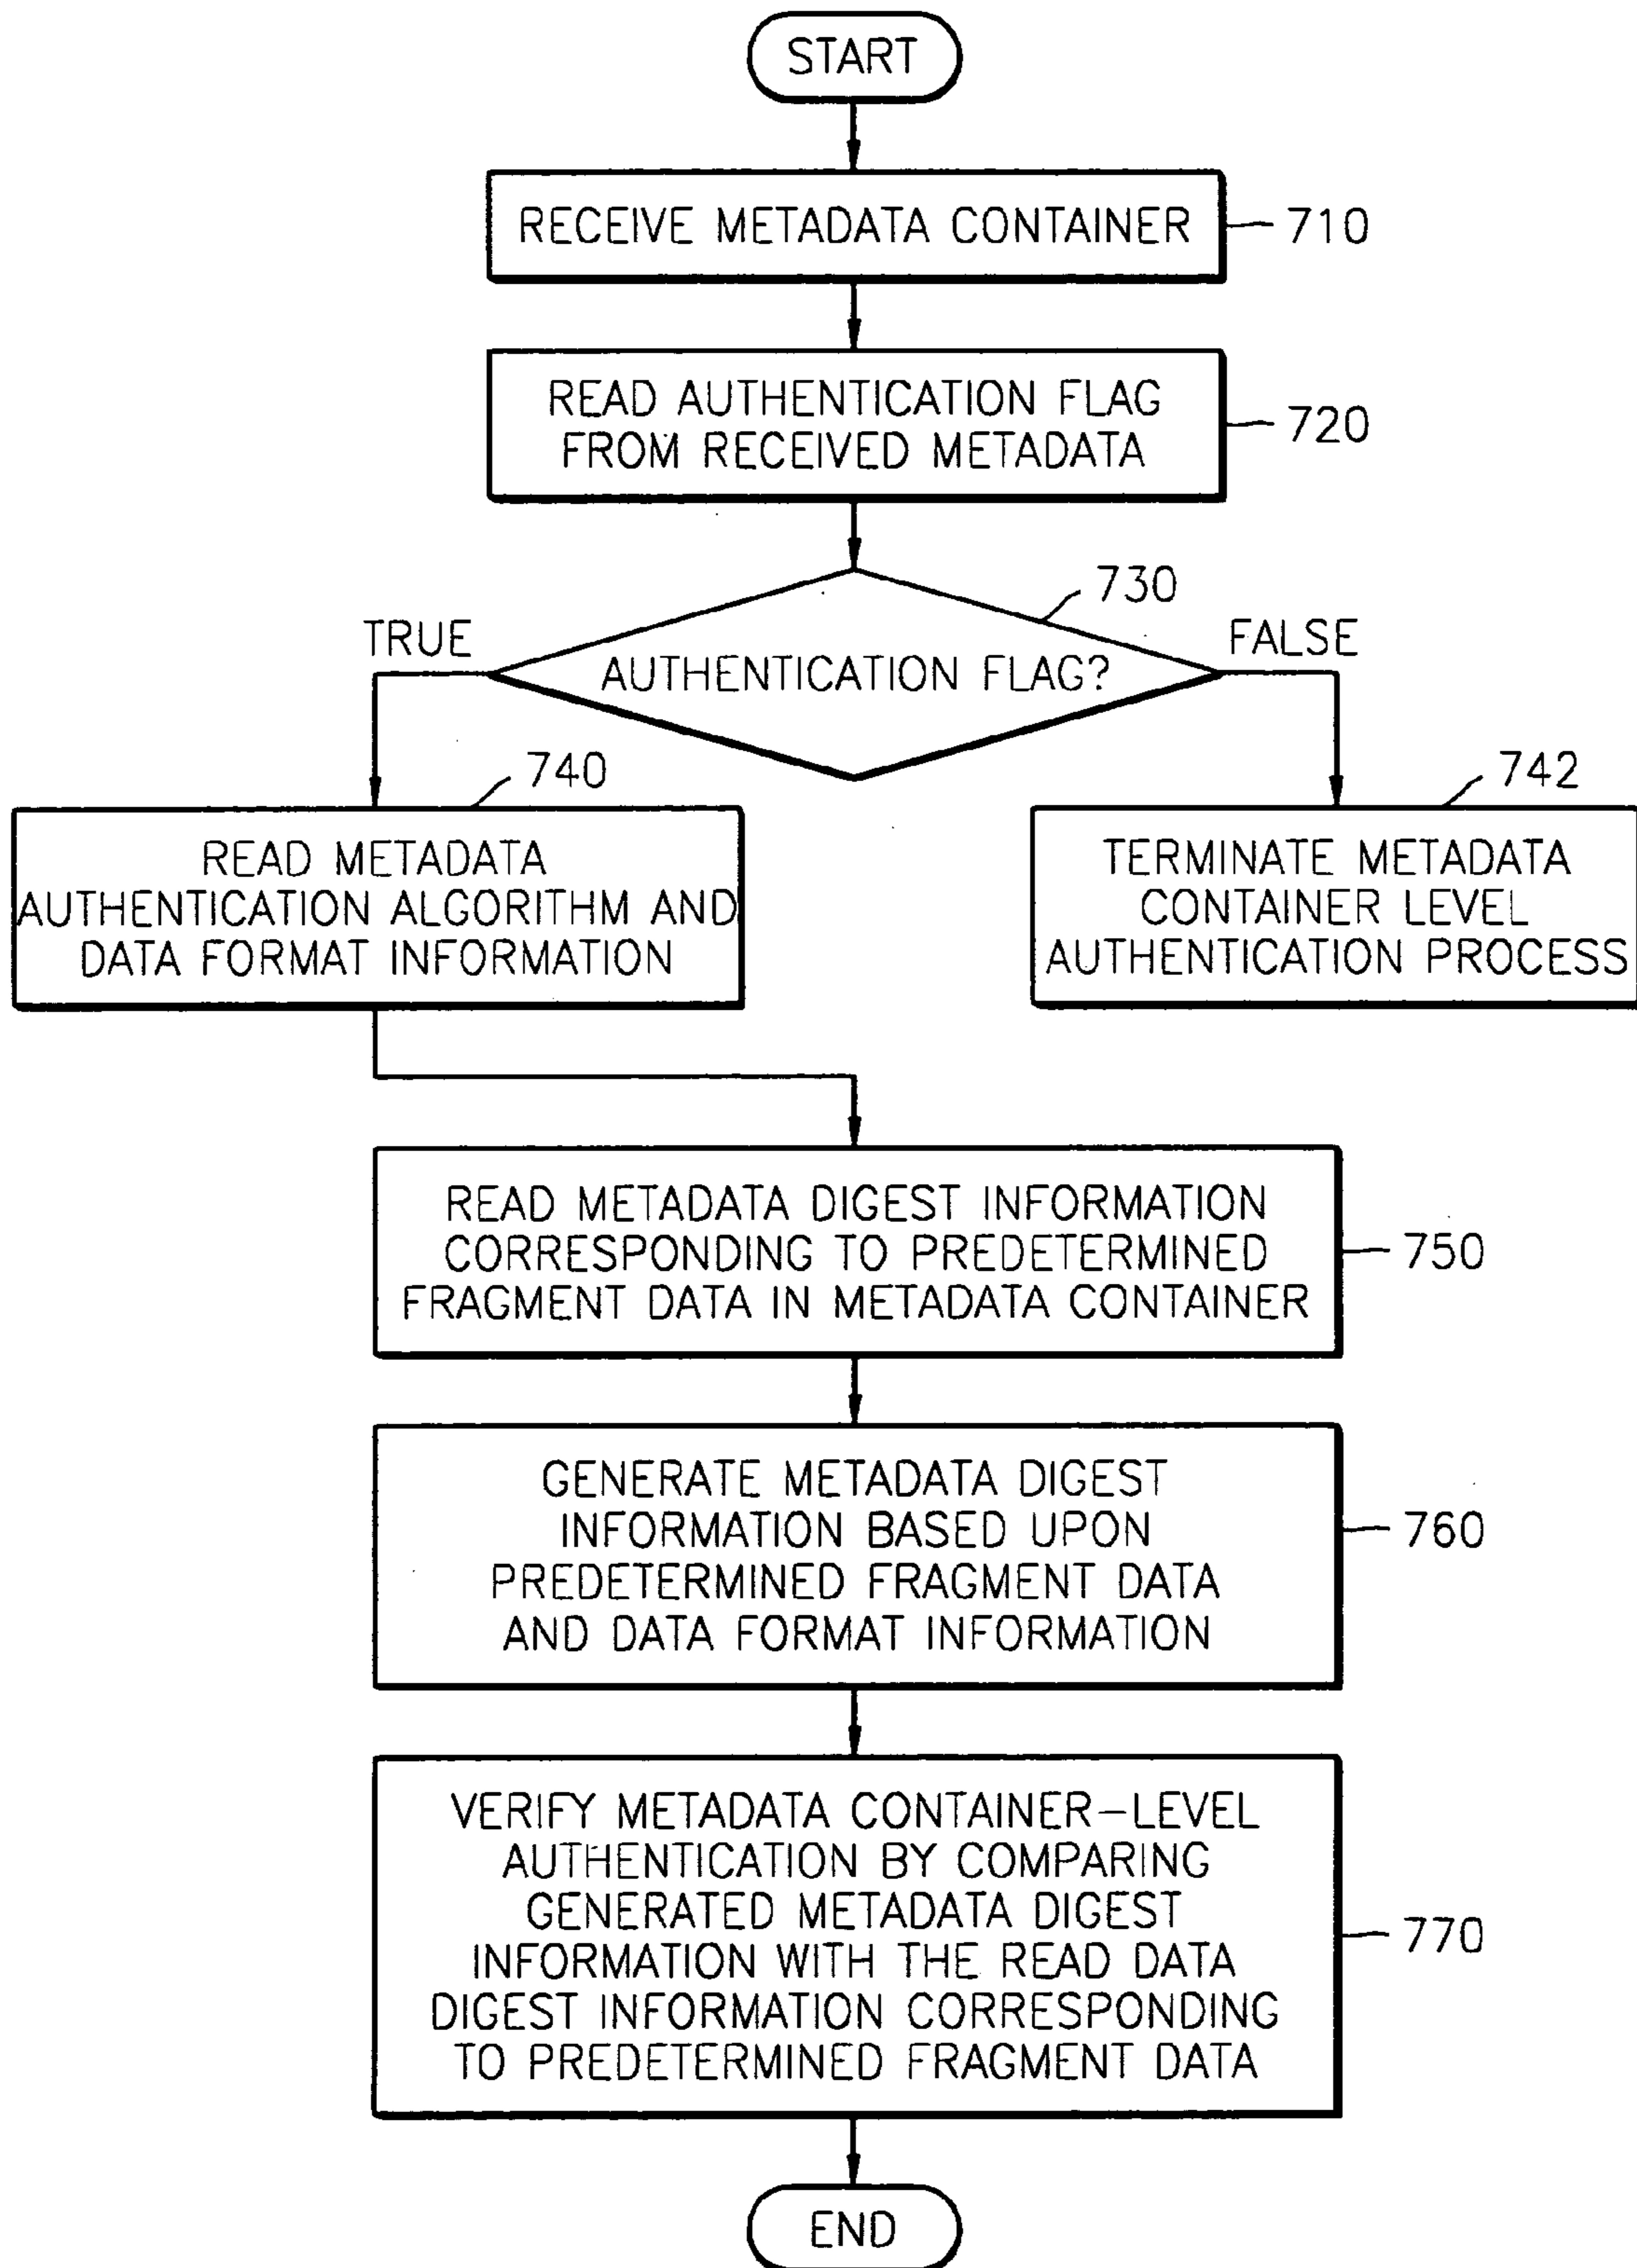 START
RECEIVE METADATA CONTAINER
710
READ AUTHENTICATION FLAG
FROM RECEIVED METADATA
720
730
TRUE
FALSE
AUTHENTICATION FLAG?
740
742
READ METADATA
AUTHENTICATION ALGORITHM AND
DATA FORMAT INFORMATION
TERMINATE METADATA
CONTAINER LEVEL
AUTHENTICATION PROCESS
READ METADATA DIGEST INFORMATION
CORRESPONDING TO PREDETERMINED
FRAGMENT DATA IN METADATA CONTAINER
750
GENERATE METADATA DIGEST
INFORMATION BASED UPON
PREDETERMINED FRAGMENT DATA
AND DATA FORMAT INFORMATION
760
VERIFY METADATA CONTAINER-LEVEL
AUTHENTICATION BY COMPARING
GENERATED METADATA DIGEST
INFORMATION WITH THE READ DATA
DIGEST INFORMATION CORRESPONDING
TO PREDETERMINED FRAGMENT DATA
770
END